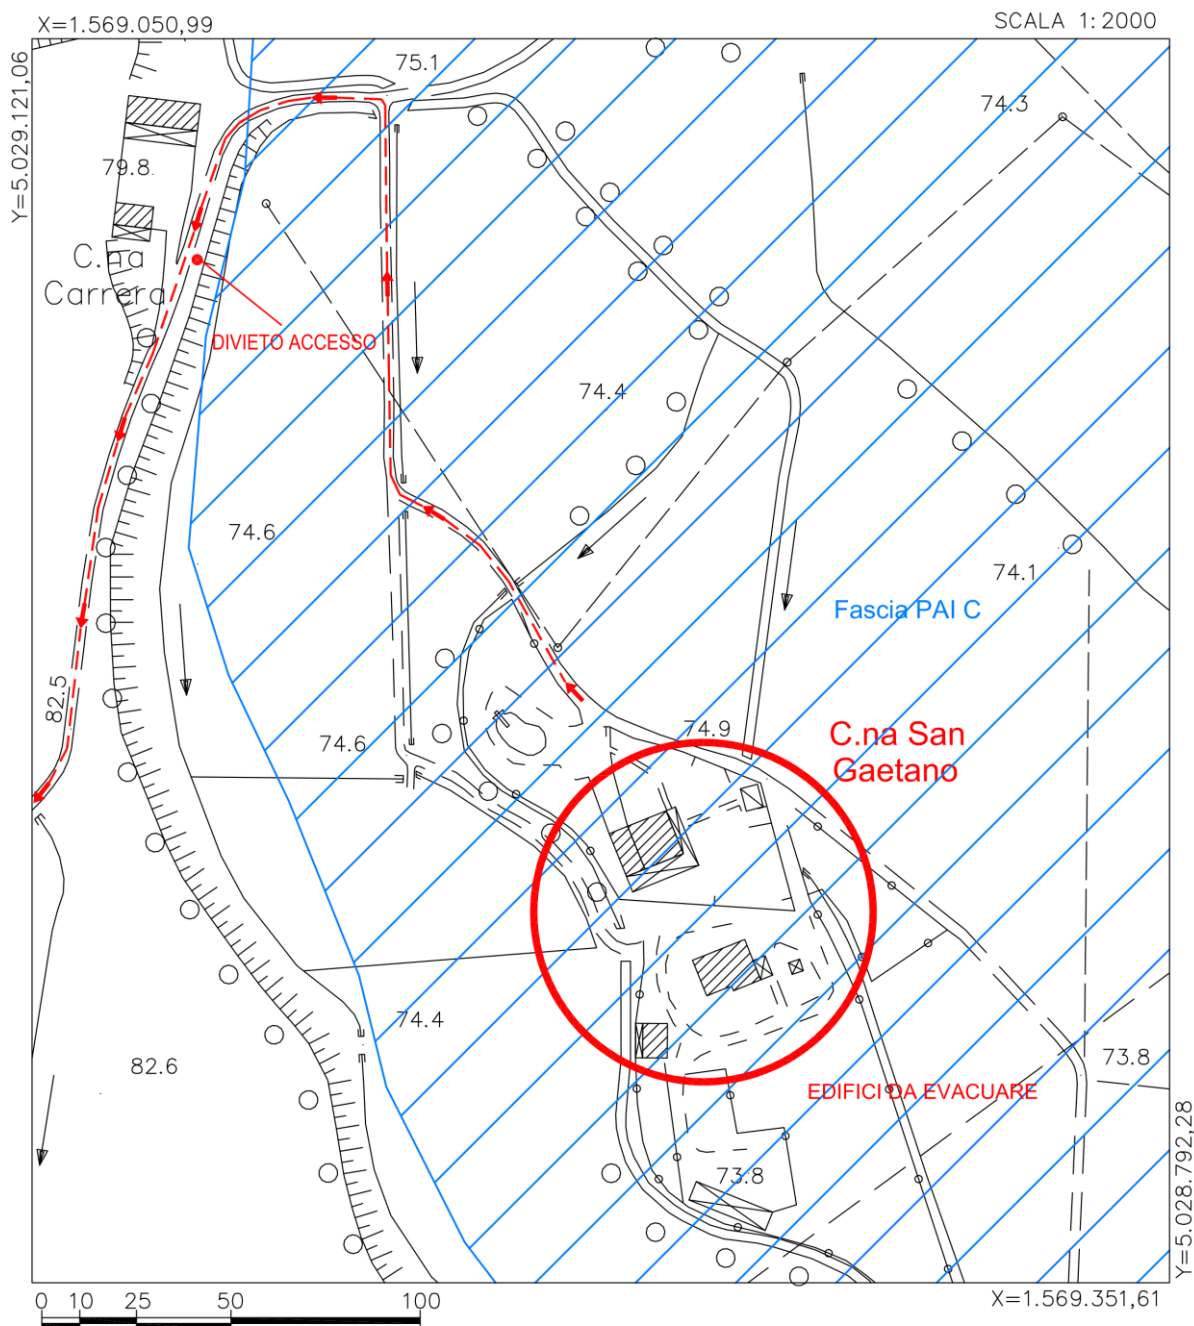 X=1.569.050,99
SCALA 1:2000
Y=5.029.121,06
75.1
74.3
79.8
C.na
Carrera
DIVIETO ACCESSO
74.4
74.6
74.1
Fascia PAI C
82.5
74.6
74.9
C.na San
Gaetano
74.4
82.6
73.8
EDIFICI DA EVACUARE
73.8
Y=5.028.792,28
X=1.569.351,61
0 10 25 50 100